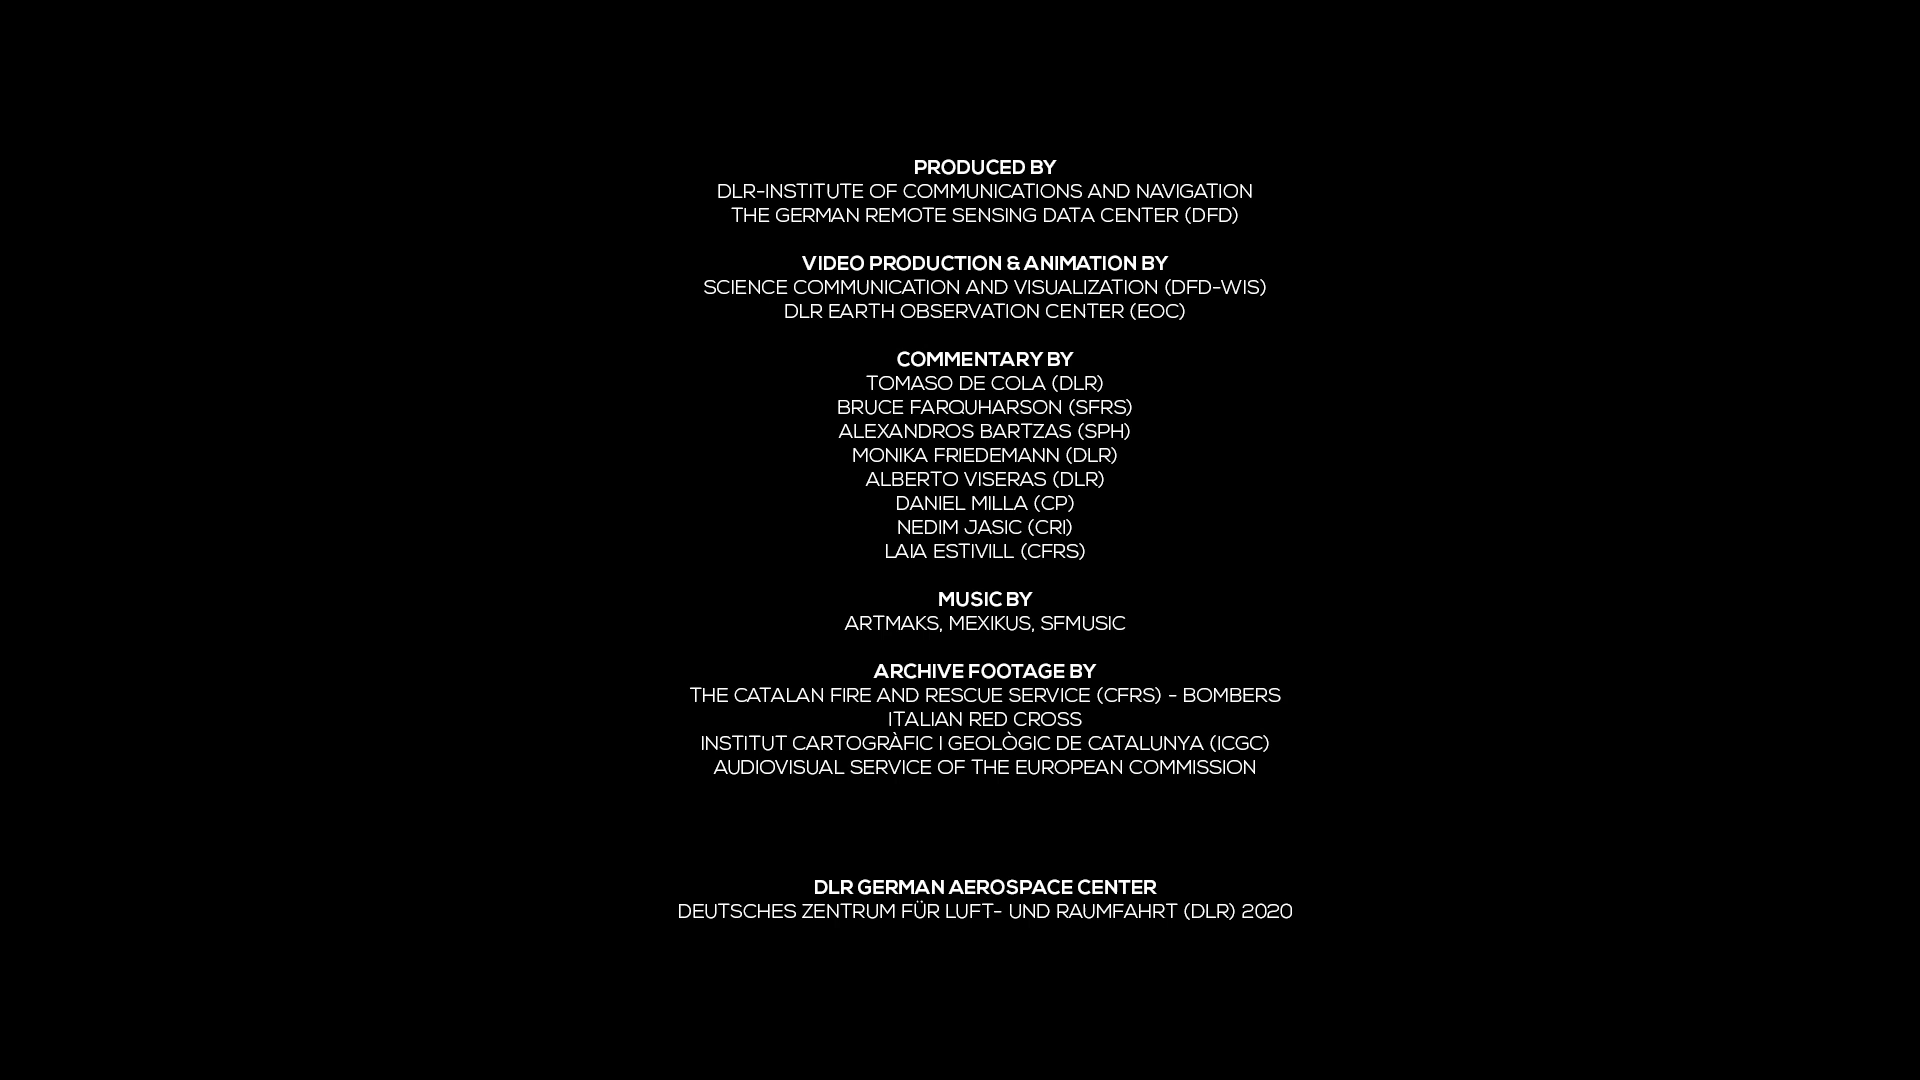 PRODUCED BY
DLR-INSTITUTE OF COMMUNICATIONS AND NAVIGATION
THE GERMAN REMOTE SENSING DATA CENTER (DFD)
VIDEO PRODUCTION & ANIMATION BY
SCIENCE COMMUNICATION AND VISUALIZATION (DFD-WIS)
DLR EARTH OBSERVATION CENTER (EOC)
COMMENTARY BY
TOMASO DE COLA (DLR)
BRUCE FARQUHARSON (SFRS)
ALEXANDROS BARTZAS (SPH)
MONIKA FRIEDEMANN (DLR)
ALBERTO VISERAS (DLR)
DANIEL MILLA (CP)
NEDIM JASIC (CRI)
LAIA ESTIVILL (CFRS)
MUSIC BY
ARTMAKS, MEXIKUS, SFMUSIC
ARCHIVE FOOTAGE BY
THE CATALAN FIRE AND RESCUE SERVICE (CFRS) - BOMBERS
ITALIAN RED CROSS
INSTITUT CARTOGRÀFIC I GEOLÒGIC DE CATALUNYA (ICGC)
AUDIOVISUAL SERVICE OF THE EUROPEAN COMMISSION
DLR GERMAN AEROSPACE CENTER
DEUTSCHES ZENTRUM FÜR LUFT- UND RAUMFAHRT (DLR) 2020